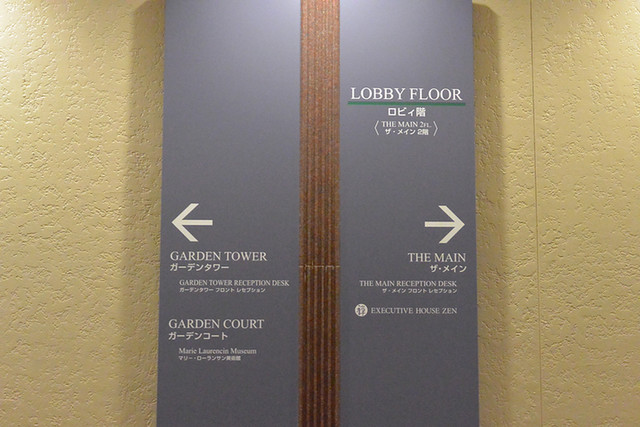 LOBBY FLOOR
ロビィ階
〈 THE MAIN 2FL. 〉
ザ・メイン 2階
GARDEN TOWER
ガーデンタワー
GARDEN TOWER RECEPTION DESK
ガーデンタワー フロント レセプション
GARDEN COURT
ガーデンコート
Marie Laurencin Museum
マリー・ローランサン美術館
THE MAIN
ザ・メイン
THE MAIN RECEPTION DESK
ザ・メイン フロント レセプション
EXECUTIVE HOUSE ZEN